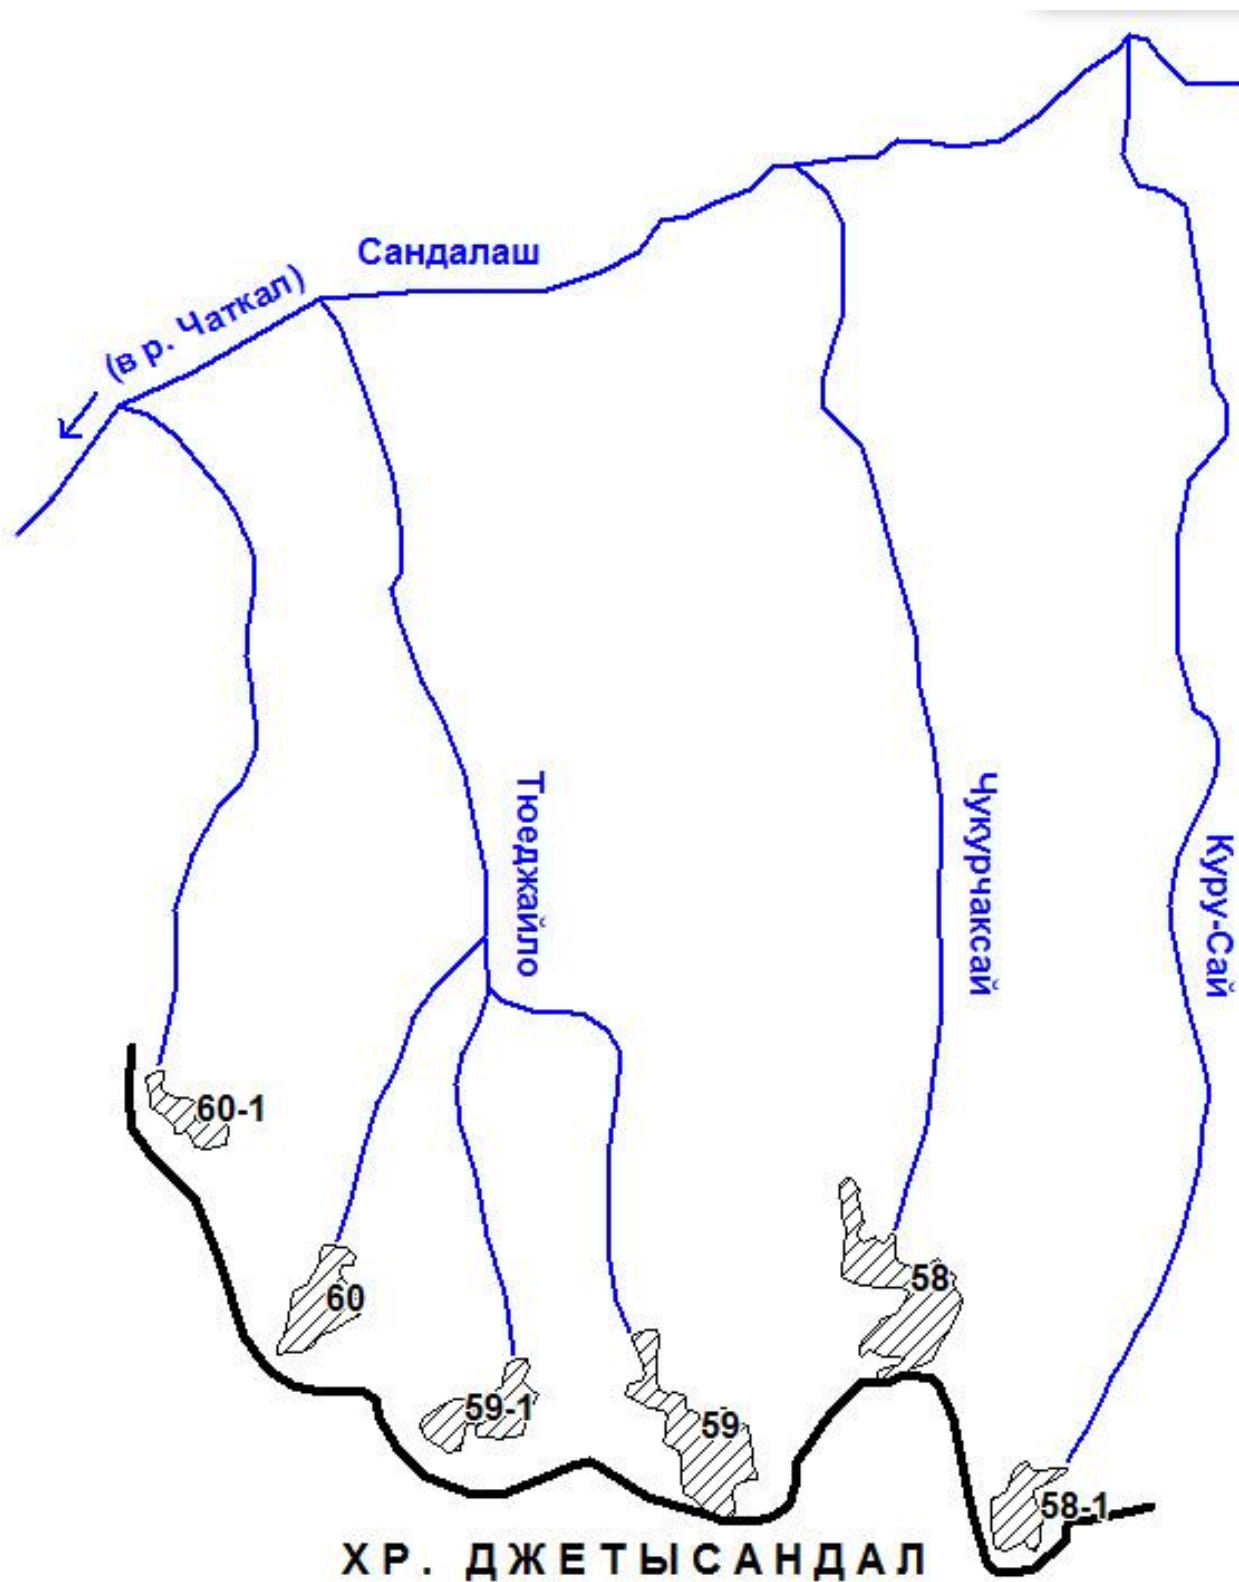 Сандалаш
(в р. Чаткал)
Тюеджайло
Чукурчаксай
Куру-Сай
60-1
60
59-1
59
58
58-1
ХР. ДЖЕТЫСАНДАЛ